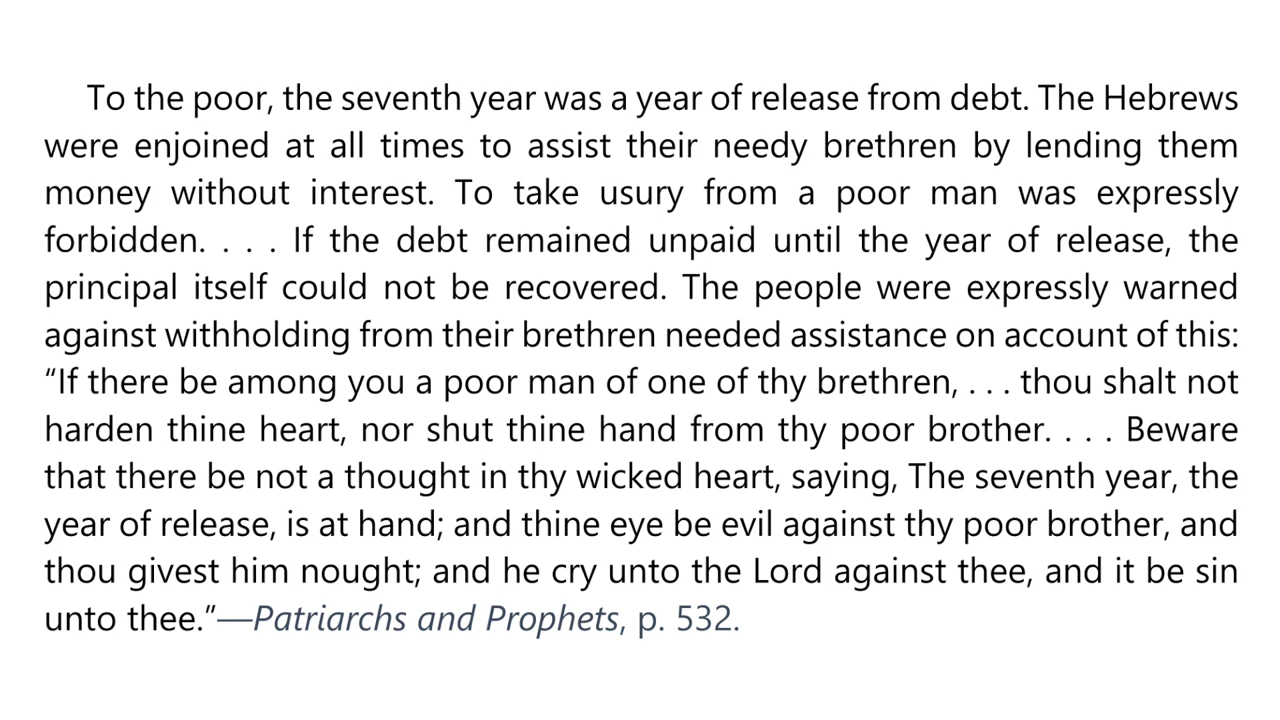 To the poor, the seventh year was a year of release from debt. The Hebrews
were enjoined at all times to assist their needy brethren by lending them
money without interest. To take usury from a poor man was expressly
forbidden. . . . If the debt remained unpaid until the year of release, the
principal itself could not be recovered. The people were expressly warned
against withholding from their brethren needed assistance on account of this:
“If there be among you a poor man of one of thy brethren, . . . thou shalt not
harden thine heart, nor shut thine hand from thy poor brother. . . . Beware
that there be not a thought in thy wicked heart, saying, The seventh year, the
year of release, is at hand; and thine eye be evil against thy poor brother, and
thou givest him nought; and he cry unto the Lord against thee, and it be sin
unto thee.”—Patriarchs and Prophets, p. 532.